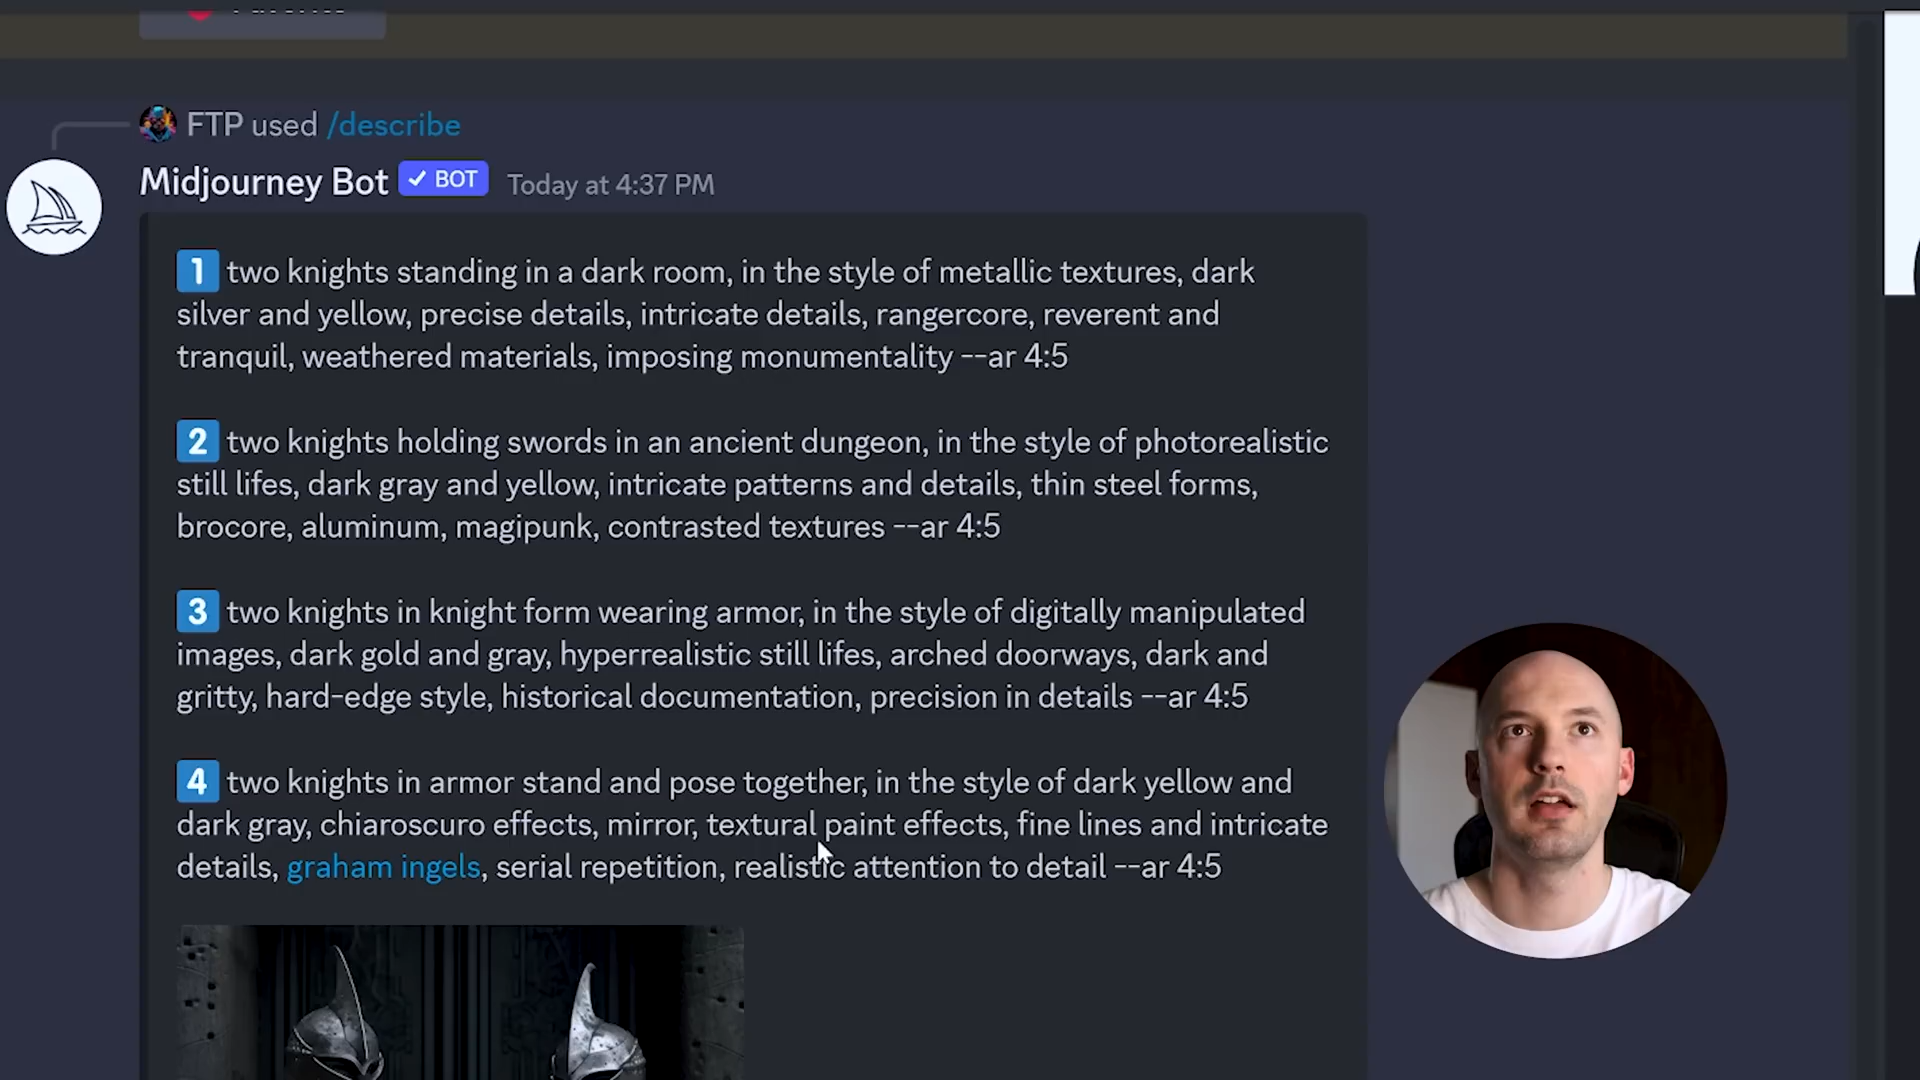 FTP used /describe
Midjourney Bot ✓ BOT Today at 4:37 PM
1 two knights standing in a dark room, in the style of metallic textures, dark
silver and yellow, precise details, intricate details, rangercore, reverent and
tranquil, weathered materials, imposing monumentality --ar 4:5
2 two knights holding swords in an ancient dungeon, in the style of photorealistic
still lifes, dark gray and yellow, intricate patterns and details, thin steel forms,
brocore, aluminum, magipunk, contrasted textures --ar 4:5
3 two knights in knight form wearing armor, in the style of digitally manipulated
images, dark gold and gray, hyperrealistic still lifes, arched doorways, dark and
gritty, hard-edge style, historical documentation, precision in details --ar 4:5
4 two knights in armor stand and pose together, in the style of dark yellow and
dark gray, chiaroscuro effects, mirror, textural paint effects, fine lines and intricate
details, graham ingels, serial repetition, realistic attention to detail --ar 4:5